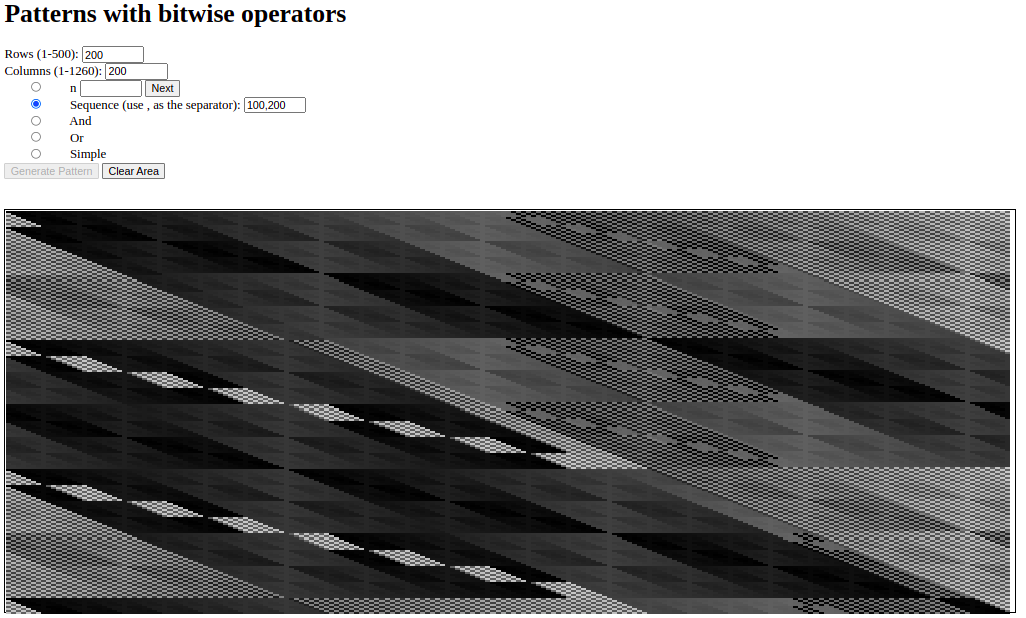 Patterns with bitwise operators
Rows (1-500): 200
Columns (1-1260): 200
n Next
Sequence (use , as the separator): 100,200
And
Or
Simple
Generate Pattern Clear Area